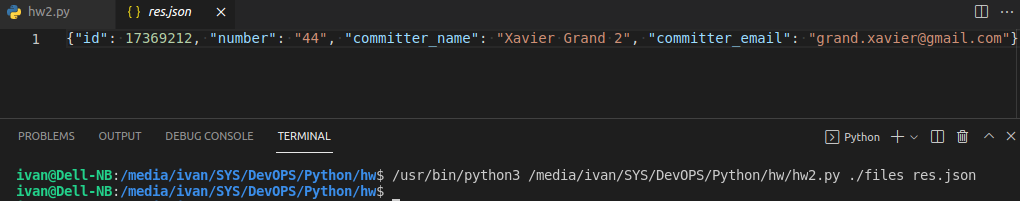 hw2.py {} res.json ×
1 {"id": 17369212, "number": "44", "committer_name": "Xavier Grand 2", "committer_email": "grand.xavier@gmail.com"}
PROBLEMS OUTPUT DEBUG CONSOLE TERMINAL Python
ivan@Dell-NB:/media/ivan/SYS/DevOPS/Python/hw$ /usr/bin/python3 /media/ivan/SYS/DevOPS/Python/hw/hw2.py ./files res.json
ivan@Dell-NB:/media/ivan/SYS/DevOPS/Python/hw$